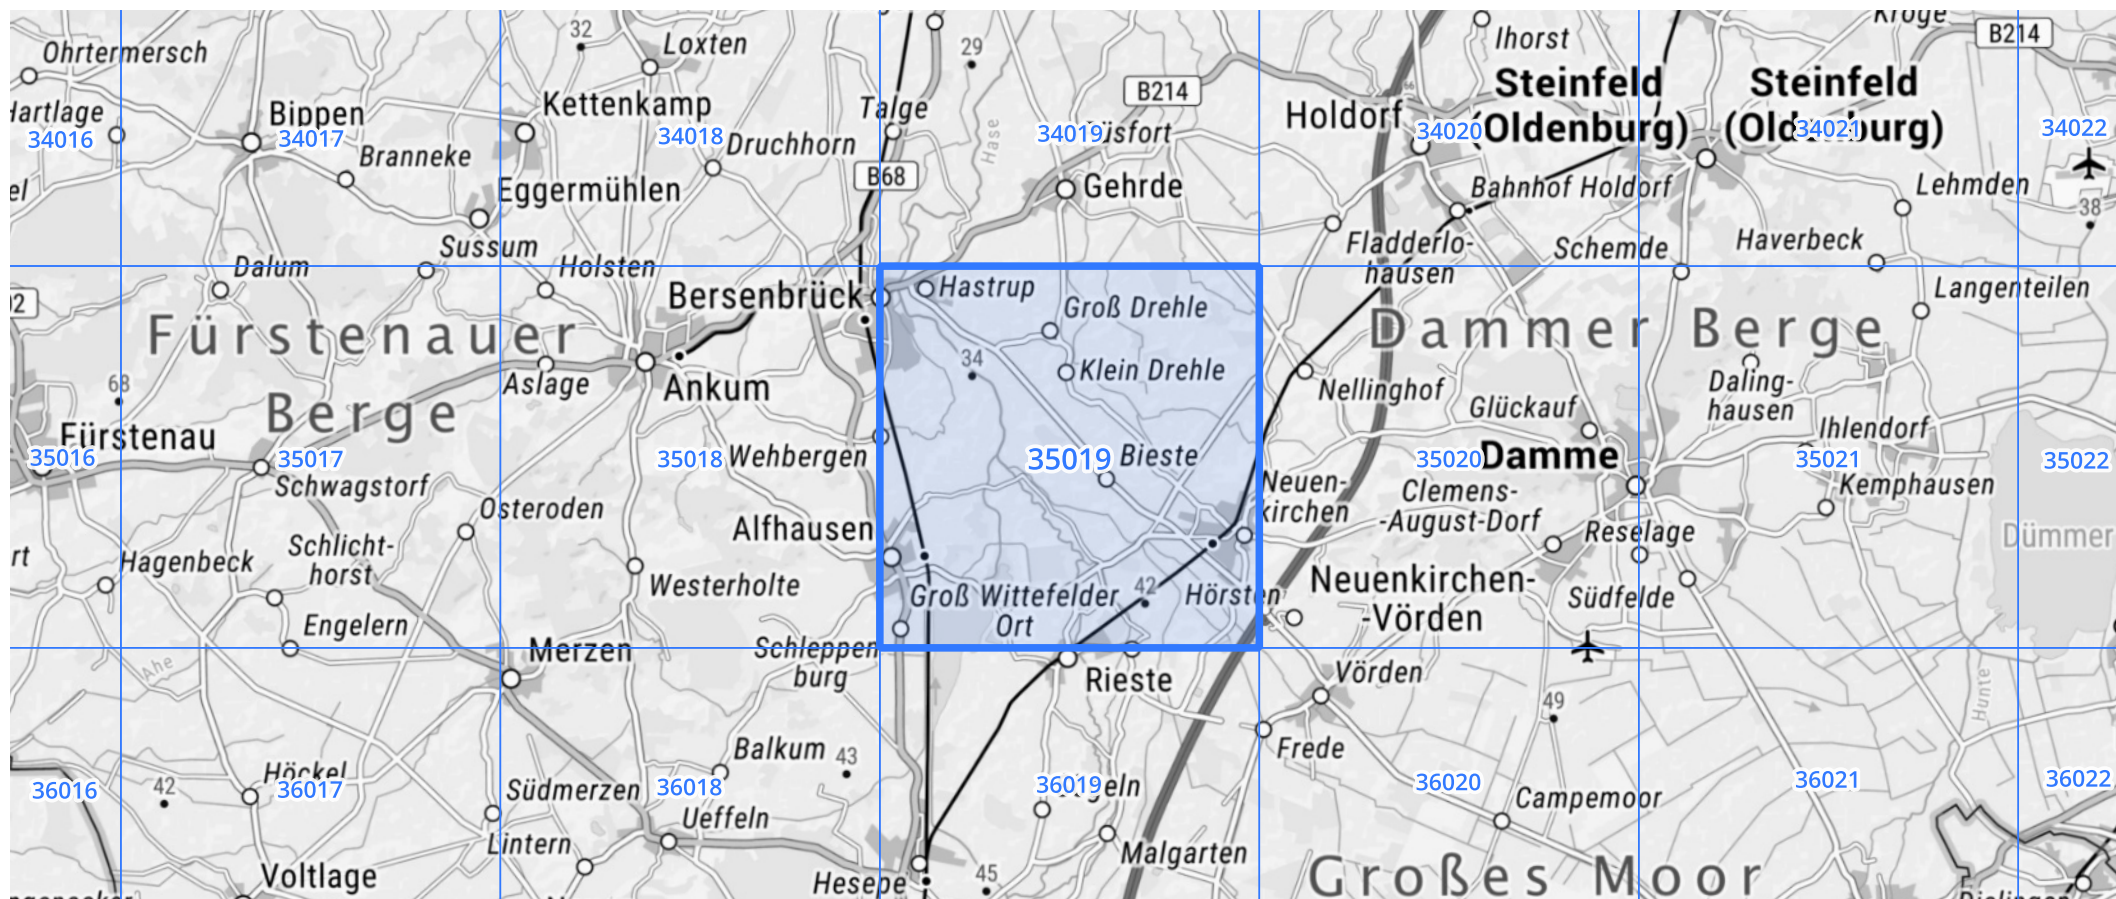 Ohrtermersch
32
Loxten
29
Ihorst
Kroge
B214
B214
Steinfeld
(Oldenburg)
Steinfeld
(Oldenburg)
Hartlage
Bippen
Kettenkamp
Talge
Hase
Holdorf
34016
34017
34018
34019
34020
34021
34022
Branneke
Druchhorn
B68
Eggermühlen
Gehrde
Bahnhof Holdorf
Lehmden
38
Sussum
Fladderlo-
hausen
Schemde
Haverbeck
Dalum
Holsten
Bersenbrück
Hastrup
Groß Drehle
Langenteilen
Fürstenauer
Berge
Dammer Berge
34
Klein Drehle
68
Aslage
Ankum
Nellinghof
Daling-
hausen
Glückauf
Ihlendorf
Fürstenau
Wehbergen
Bieste
Damme
35016
35017
35018
35019
35020
35021
35022
Schwagstorf
Neuen-
kirchen
Clemens-
-August-Dorf
Kemphausen
Osteroden
Alfhausen
Reselage
Dümmer
Hagenbeck
Schlicht-
horst
Westerholte
Groß Wittefelder
Ort
42
Hörsten
Neuenkirchen-
-Vörden
Südfelde
Engelern
Merzen
Schleppen
burg
Ahe
Rieste
Vörden
49
Hunte
Balkum
43
Frede
Höckel
42
36016
36017
36018
36019
36020
36021
36022
Südmerzen
Campemoor
Ueffeln
Lintern
Malgarten
Voltlage
Hesepe
45
Großes Moor